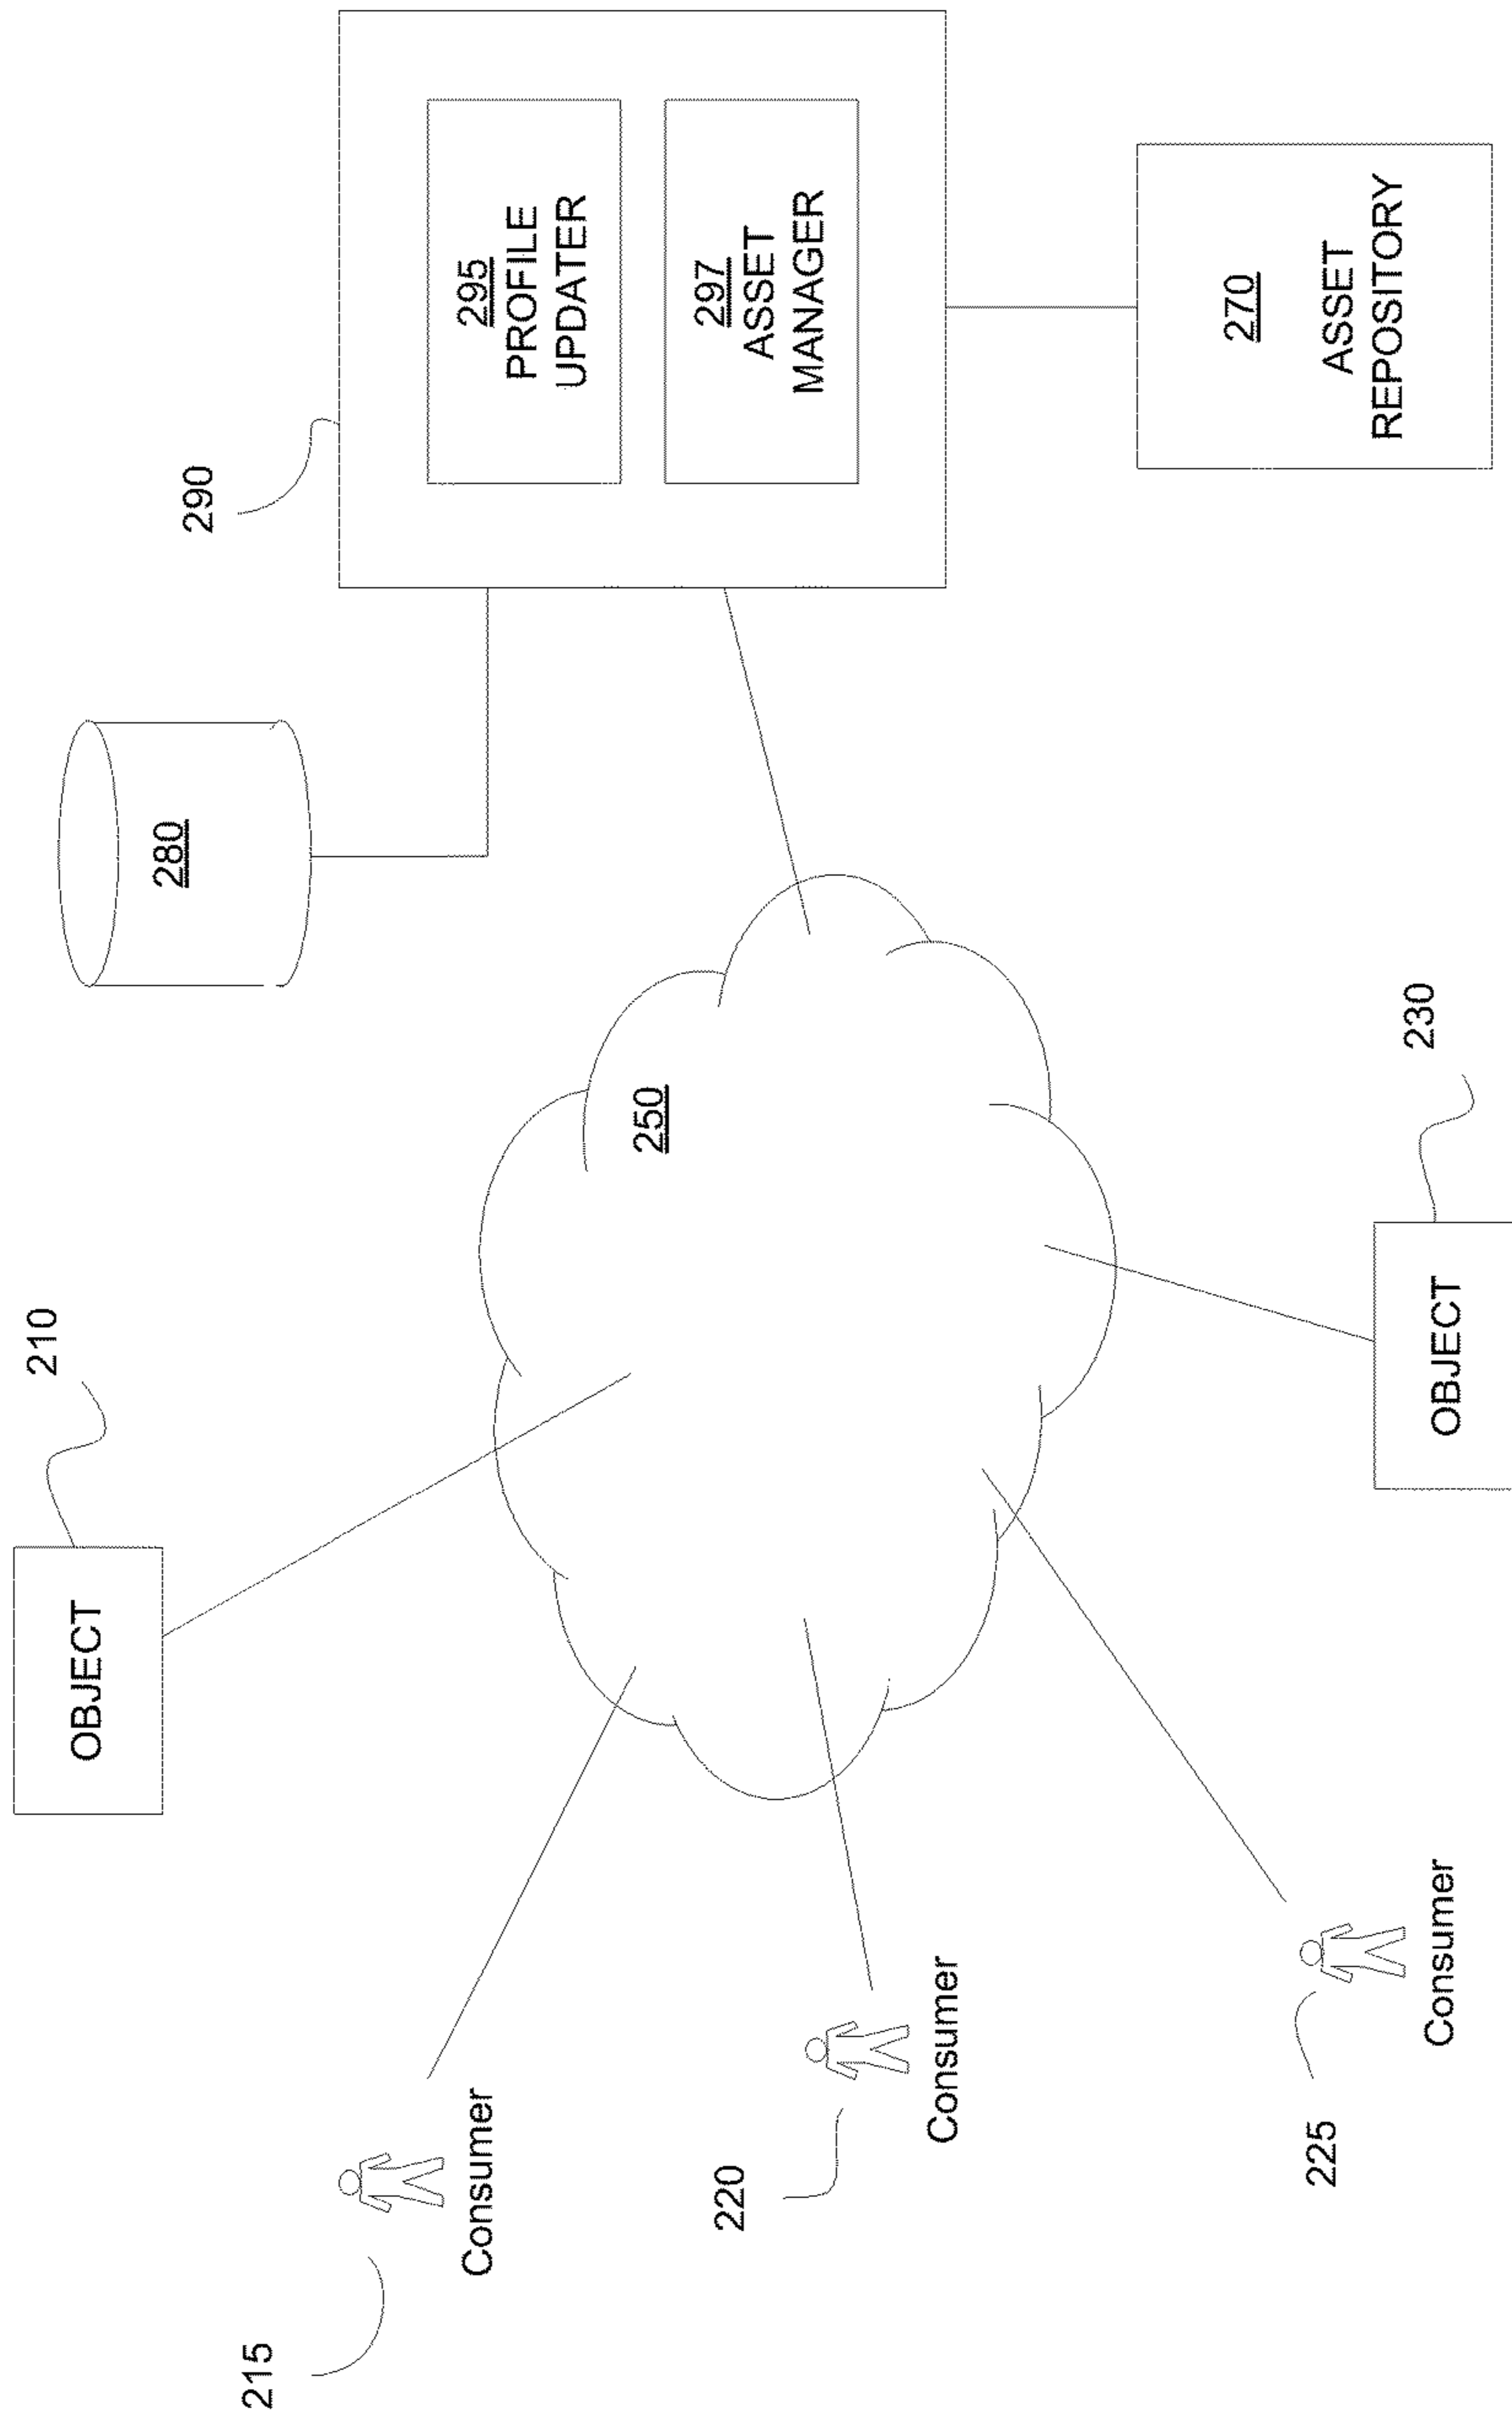 210
OBJECT
280
290
295
PROFILE
UPDATER
297
ASSET
MANAGER
250
215
Consumer
220
Consumer
225
Consumer
OBJECT
230
270
ASSET
REPOSITORY